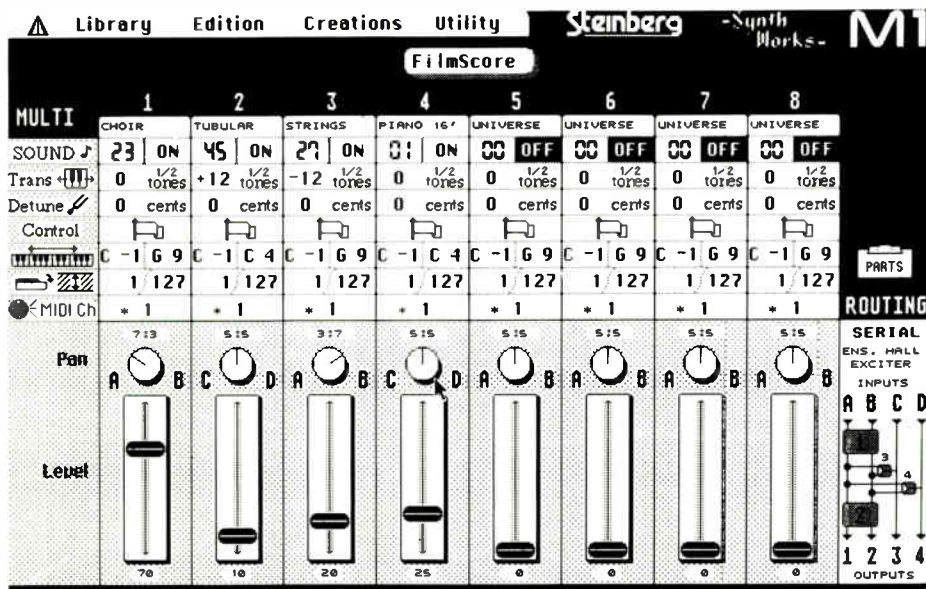 Library Edition Creations Utility Steinberg -Synth Works- M1
FilmScore
MULTI 1 2 3 4 5 6 7 8
CHOIR TUBULAR STRINGS PIANO 16' UNIVERSE UNIVERSE UNIVERSE UNIVERSE
SOUND 23 ON 45 ON 27 ON 01 ON 00 OFF 00 OFF 00 OFF 00 OFF
Trans 0 1/2 tones +12 1/2 tones -12 1/2 tones 0 1/2 tones 0 1/2 tones 0 1/2 tones 0 1/2 tones 0 1/2 tones
Detune 0 cents 0 cents 0 cents 0 cents 0 cents 0 cents 0 cents 0 cents
Control
C -1 G 9 C -1 C 4 C -1 G 9 C -1 C 4 C -1 G 9 C -1 G 9 C -1 G 9 C -1 G 9
PARTS
1 127 1 127 1 127 1 127 1 127 1 127 1 127 1 127
MIDI Ch * 1 * 1 * 1 * 1 * 1 * 1 * 1 * 1
ROUTING
7:3 5:5 3:7 5:5 5:5 5:5 5:5 5:5
SERIAL
ENS. HALL
EXCITER
Pan
A B C D A B C D A B A B A B A B
INPUTS
A B C D
1
3
Level
4
2
1 2 3 4
OUTPUTS
70 10 20 25 0 0 0 0